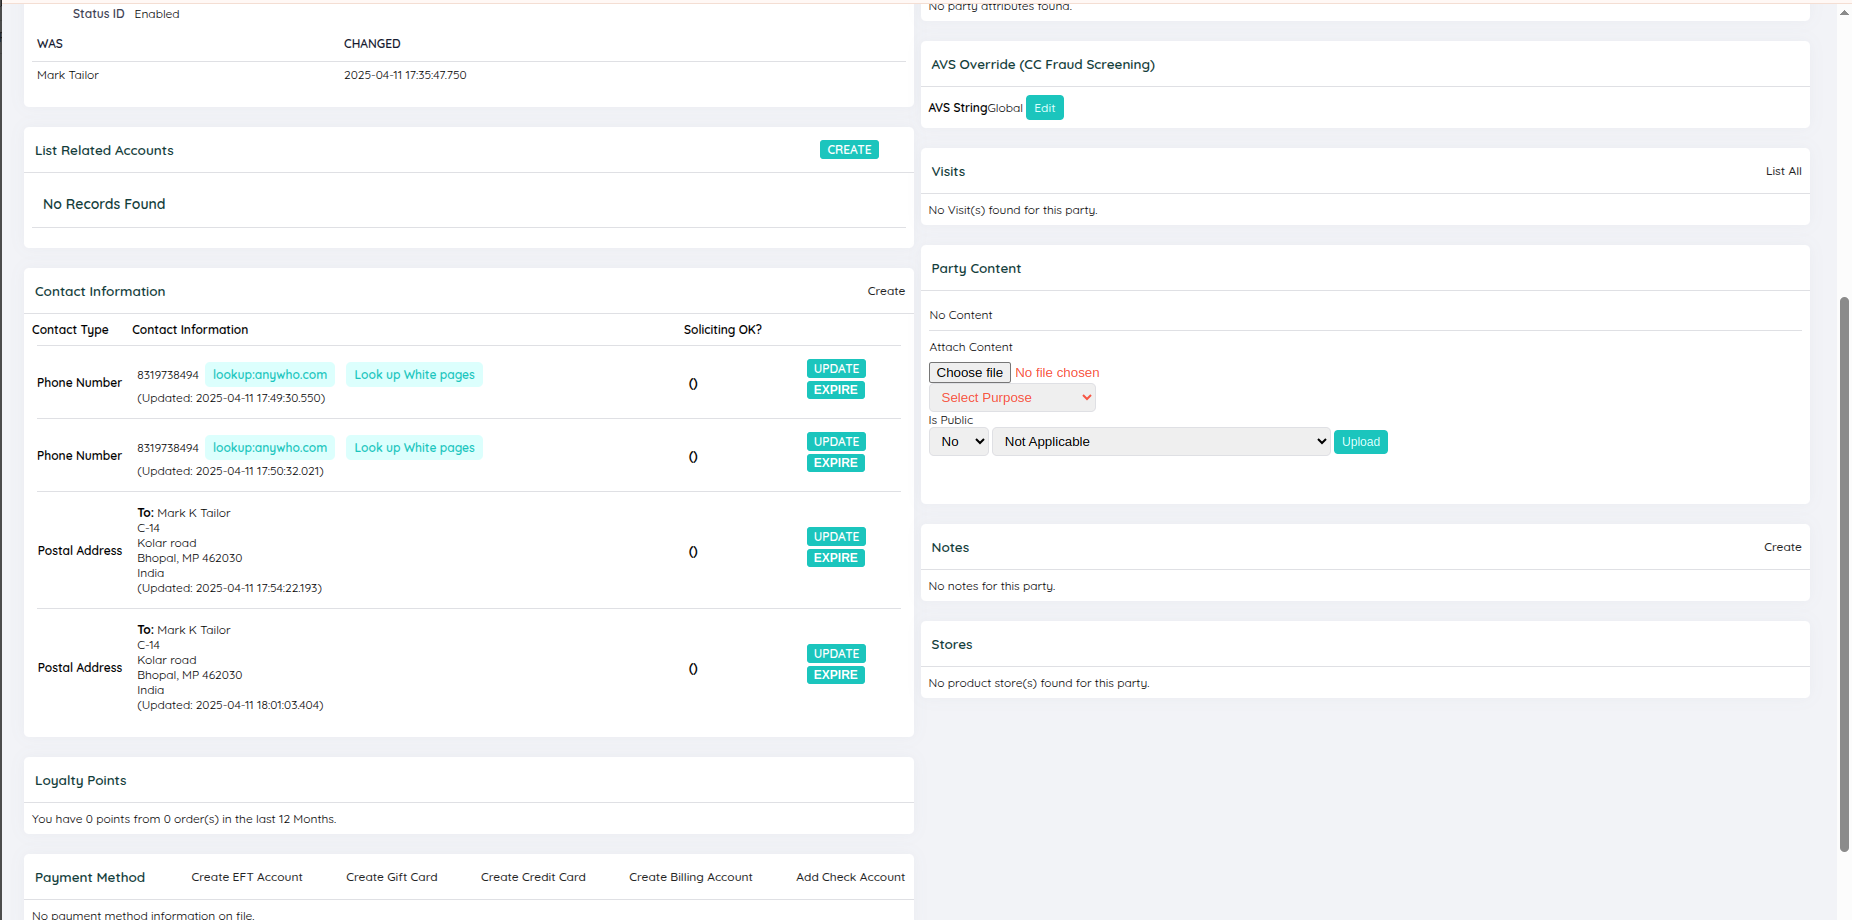 Status ID Enabled
WAS CHANGED
Mark Tailor 2025-04-11 17:35:47.750
List Related Accounts CREATE
No Records Found
Contact Information Create
Contact Type Contact Information Soliciting OK?
Phone Number 8319738494 lookup:anywho.com Look up White pages () UPDATE
(Updated: 2025-04-11 17:49:30.550) EXPIRE
Phone Number 8319738494 lookup:anywho.com Look up White pages () UPDATE
(Updated: 2025-04-11 17:50:32.021) EXPIRE
To: Mark K Tailor
C-14
Kolar road
Postal Address Bhopal, MP 462030 () UPDATE
India EXPIRE
(Updated: 2025-04-11 17:54:22.193)
To: Mark K Tailor
C-14
Kolar road
Postal Address Bhopal, MP 462030 () UPDATE
India EXPIRE
(Updated: 2025-04-11 18:01:03.404)
Loyalty Points
You have 0 points from 0 order(s) in the last 12 Months.
Payment Method Create EFT Account Create Gift Card Create Credit Card Create Billing Account Add Check Account
No payment method information on file.
No party attributes found.
AVS Override (CC Fraud Screening)
AVS StringGlobal Edit
Visits List All
No Visit(s) found for this party.
Party Content
No Content
Attach Content
Choose file No file chosen
Select Purpose
Is Public
No Not Applicable Upload
Notes Create
No notes for this party.
Stores
No product store(s) found for this party.